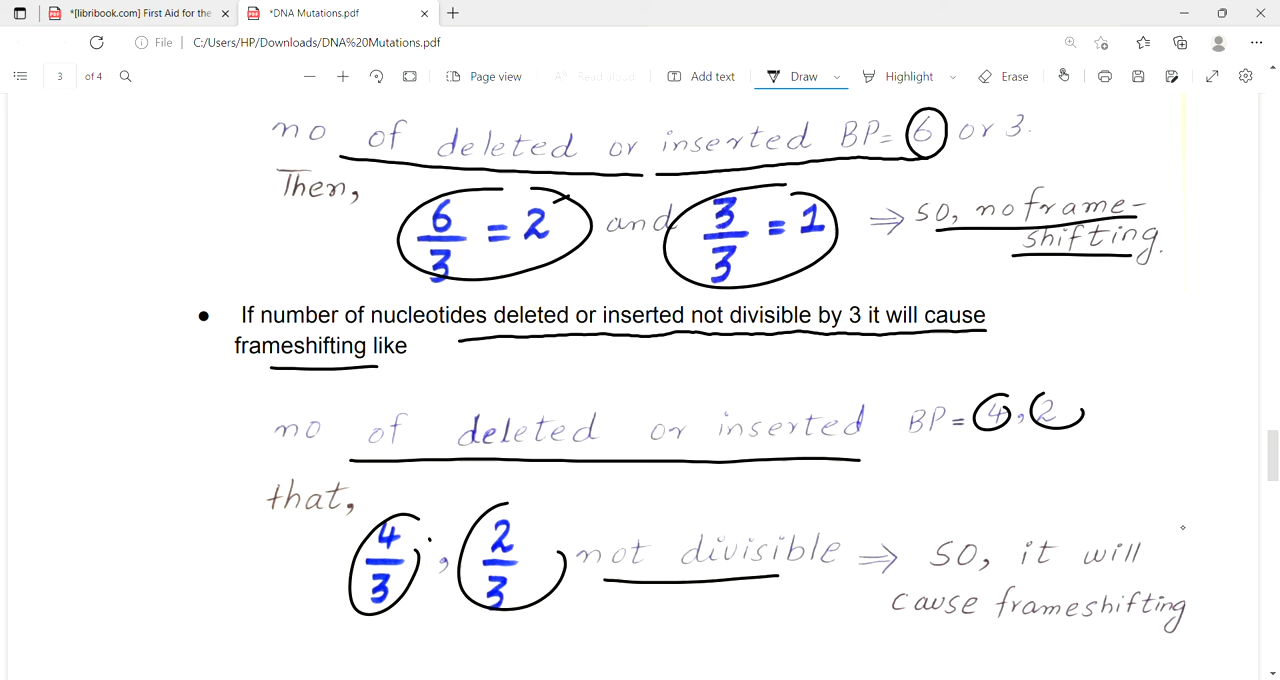 *[libribook.com] First Aid for the
*DNA Mutations.pdf
File
C:/Users/HP/Downloads/DNA%20Mutations.pdf
3 of 4
Page view
Read aloud
Add text
Draw
Highlight
Erase
no of deleted or inserted BP= 6 or 3.
Then,
6/3 = 2 and 3/3 = 1 ⇒ so, no frame-
shifting.
• If number of nucleotides deleted or inserted not divisible by 3 it will cause
frameshifting like
no of deleted or inserted BP= 4, 2
that,
4/3, 2/3 not divisible ⇒ so, it will
cause frameshifting